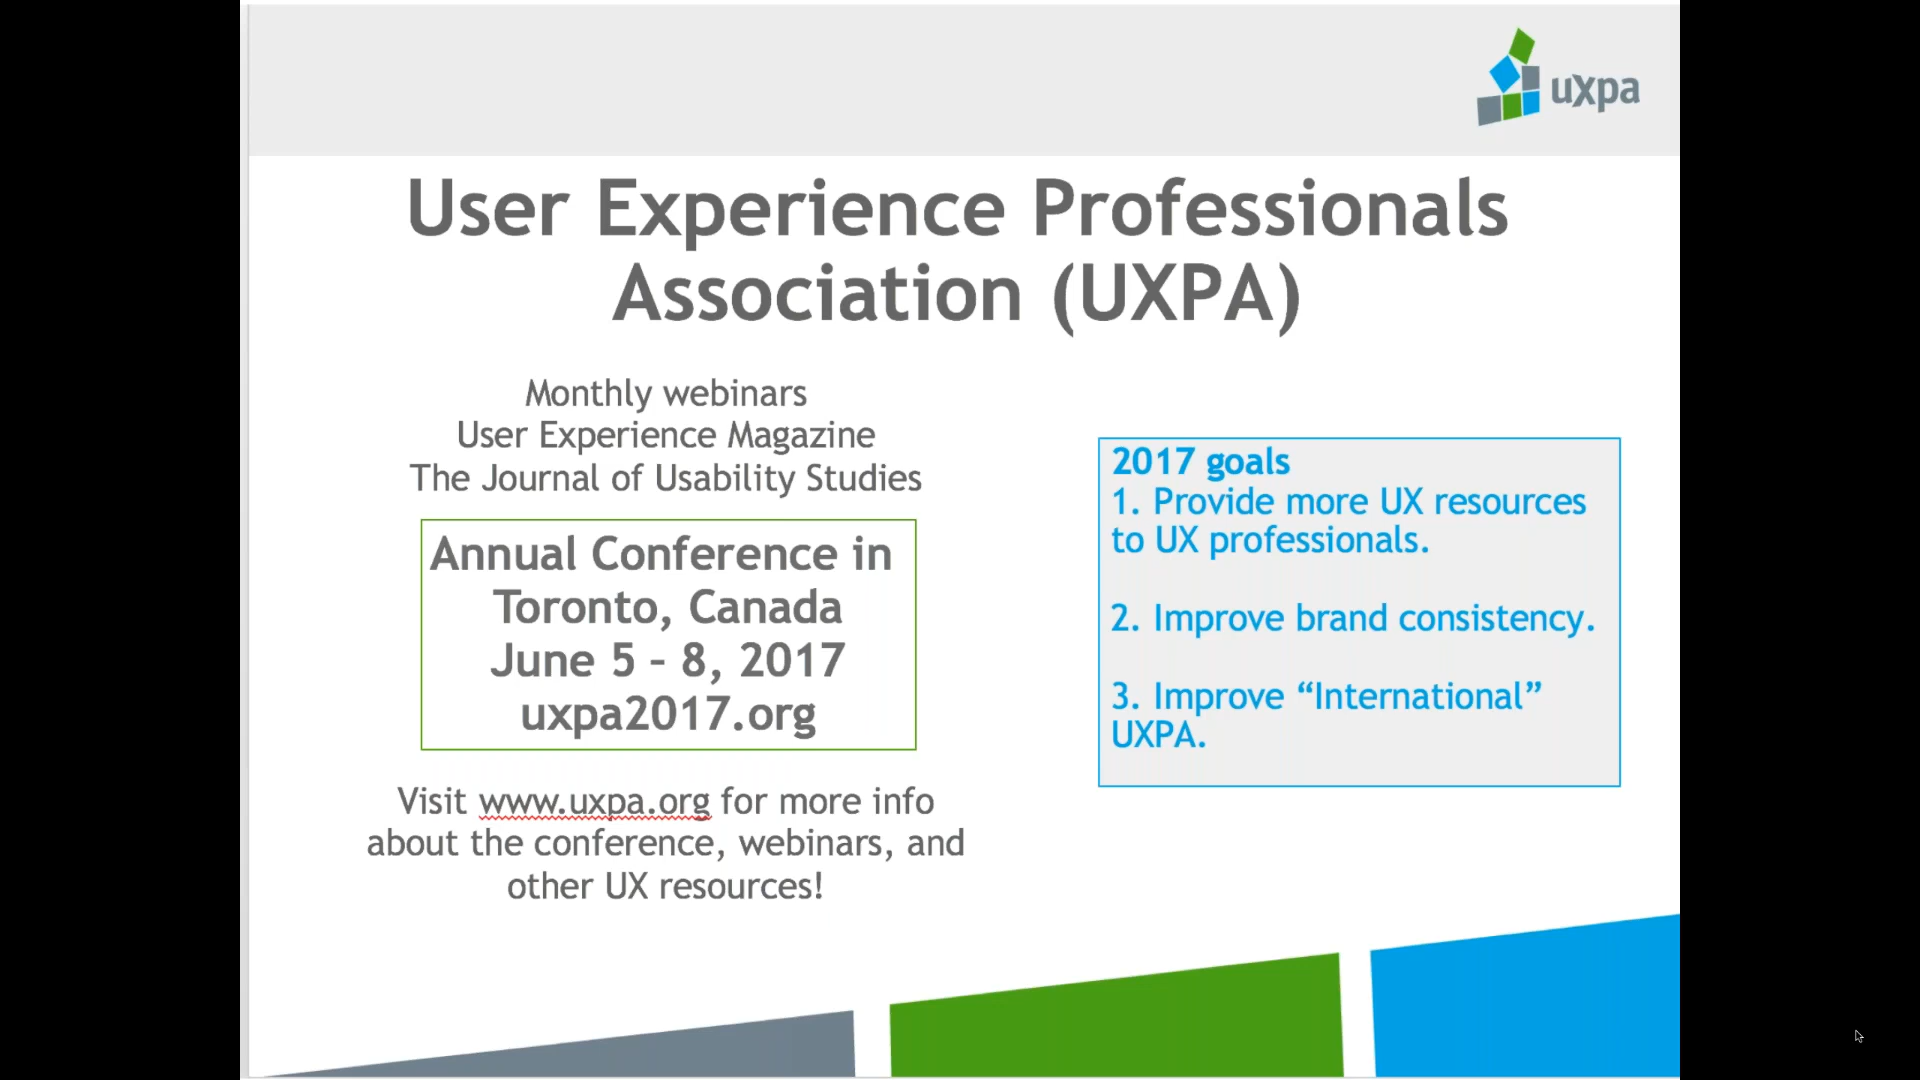 uxpa
User Experience Professionals
Association (UXPA)
Monthly webinars
User Experience Magazine
The Journal of Usability Studies
Annual Conference in
Toronto, Canada
June 5 – 8, 2017
uxpa2017.org
Visit www.uxpa.org for more info
about the conference, webinars, and
other UX resources!
2017 goals
1. Provide more UX resources
to UX professionals.
2. Improve brand consistency.
3. Improve “International”
UXPA.